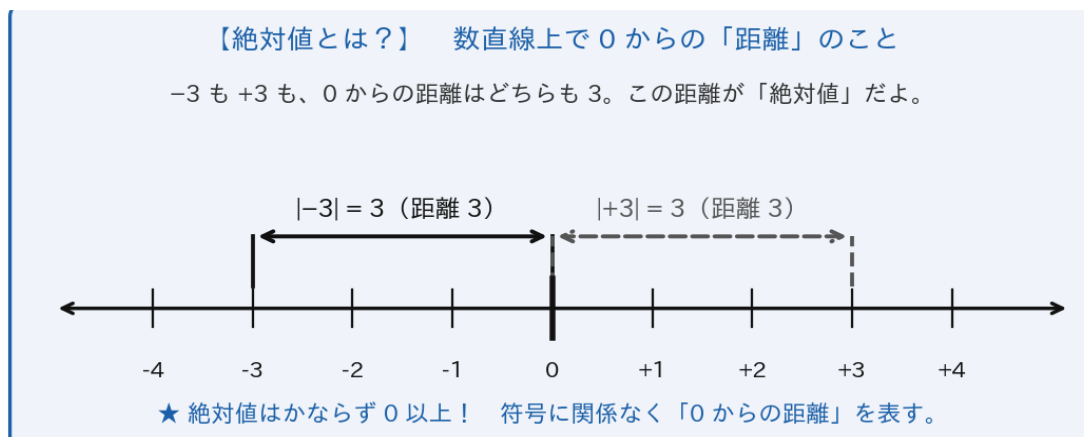 【絶対値とは？】　数直線上で 0 からの「距離」のこと
−3 も +3 も、0 からの距離はどちらも 3。この距離が「絶対値」だよ。
|−3| = 3（距離 3）　|+3| = 3（距離 3）
-4 -3 -2 -1 0 +1 +2 +3 +4
★ 絶対値はかならず 0 以上！　符号に関係なく「0 からの距離」を表す。